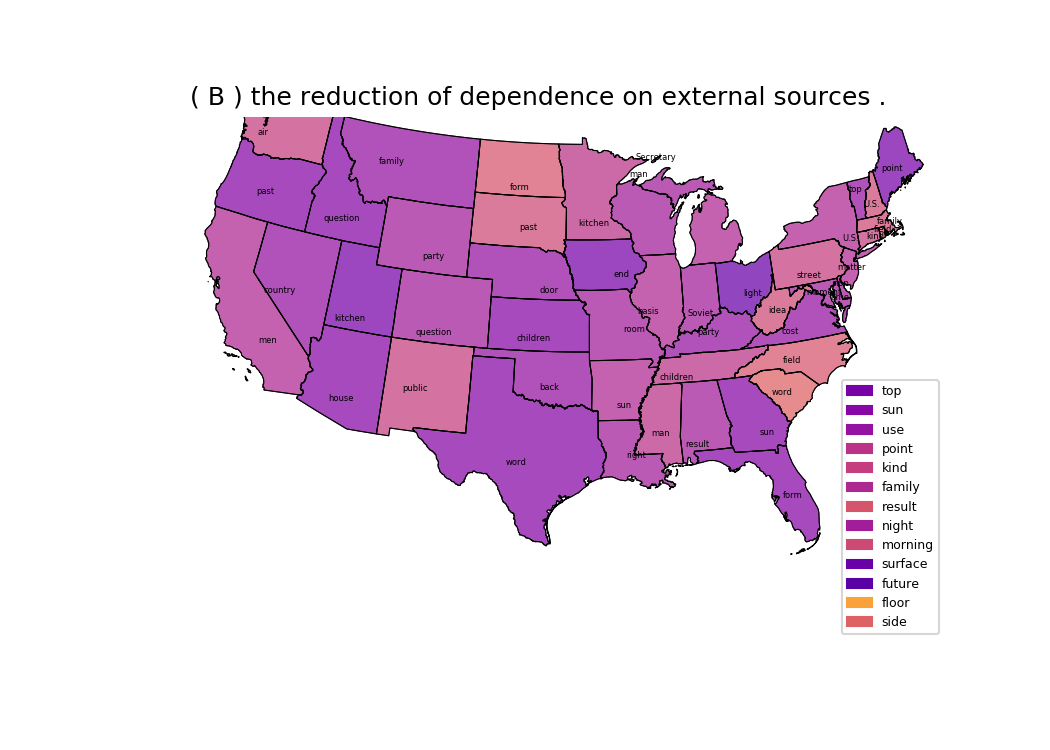 ( B ) the reduction of dependence on external sources .
air
Secretary
family
man
point
form
top
past
U.S.
question
past
kitchen
family
party
U.S.
kind
matter
end
street
country
door
light
kitchen
basis
Soviet
idea
question
room
party
cost
men
children
field
children
public
back
word
house
sun
man
sun
result
right
word
form
top
sun
use
point
kind
family
result
night
morning
surface
future
floor
side